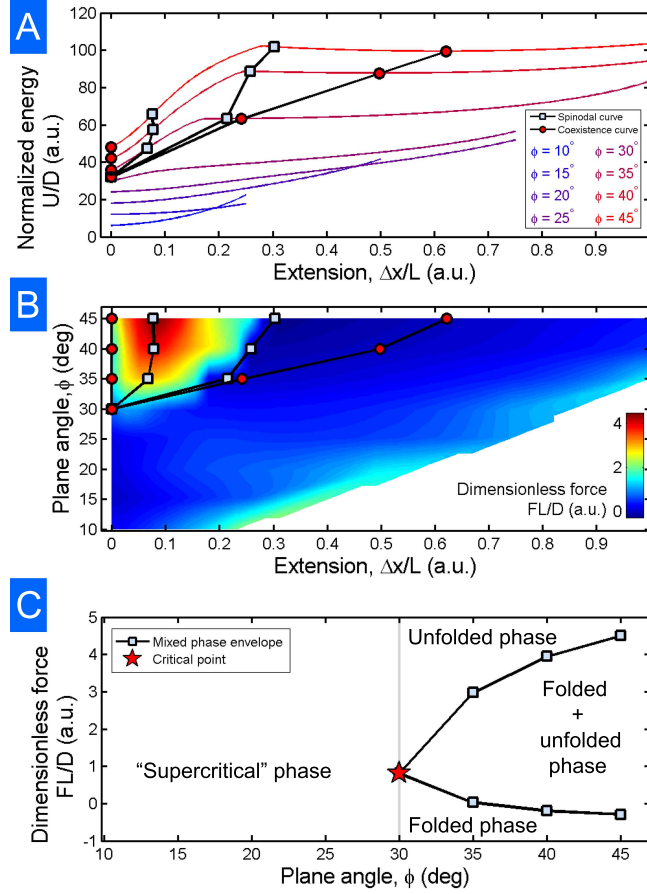 A
Normalized energy
U/D (a.u.)
120
100
80
60
40
20
0
0
0.1
0.2
0.3
0.4
0.5
0.6
0.7
0.8
0.9
Extension, Δx/L (a.u.)
Spinodal curve
Coexistence curve
ϕ = 10° ϕ = 30°
ϕ = 15° ϕ = 35°
ϕ = 20° ϕ = 40°
ϕ = 25° ϕ = 45°
B
Plane angle, ϕ (deg)
45
40
35
30
25
20
15
10
0
0.1
0.2
0.3
0.4
0.5
0.6
0.7
0.8
0.9
Extension, Δx/L (a.u.)
4
2
0
Dimensionless force
FL/D (a.u.)
C
Dimensionless force
FL/D (a.u.)
5
4
3
2
1
0
-1
10
15
20
25
30
35
40
45
Plane angle, ϕ (deg)
Mixed phase envelope
Critical point
Unfolded phase
Folded
+
unfolded
phase
“Supercritical” phase
Folded phase